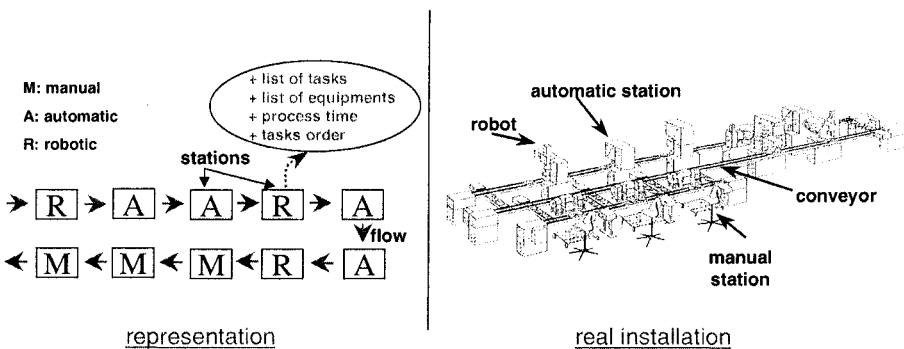 M: manual
A: automatic
R: robotic
+ list of tasks
+ list of equipments
+ process time
+ tasks order
stations
R A A R A
flow
M M M R A
representation
automatic station
robot
conveyor
manual
station
real installation